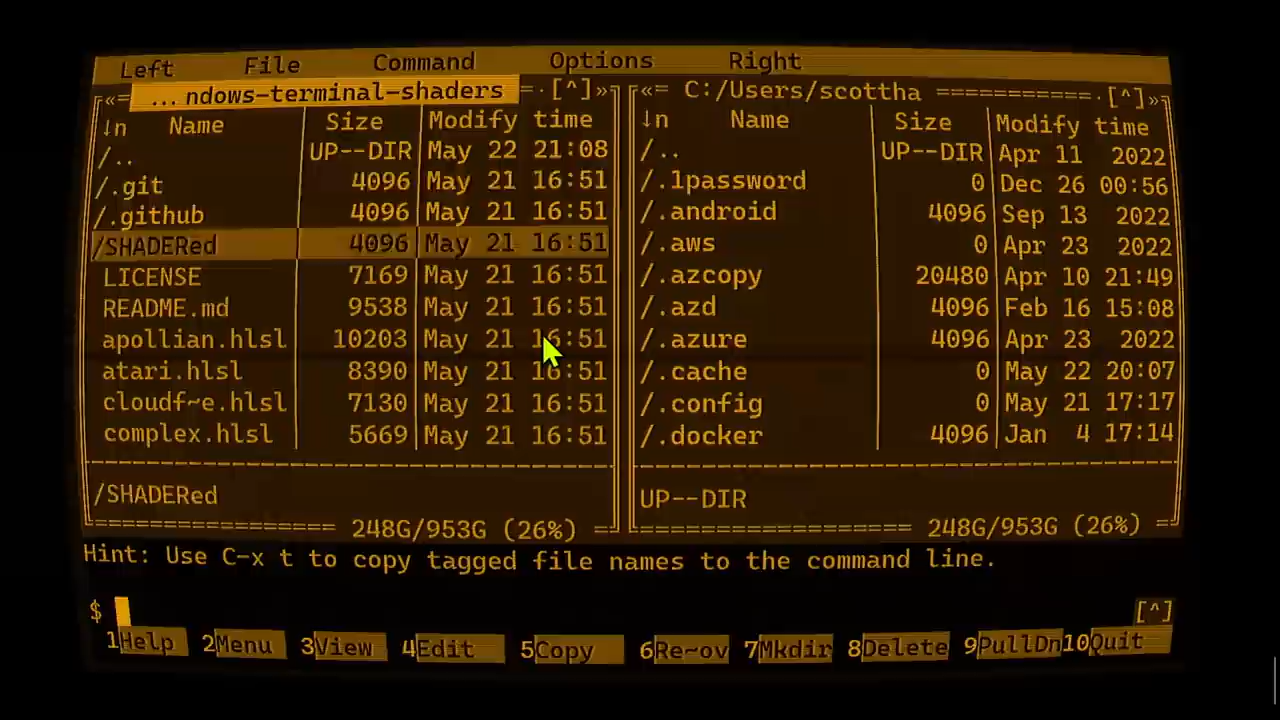 Left File Command Options Right
«= ... ndows-terminal-shaders =·[^]»
↓n Name Size Modify time
/.. UP--DIR May 22 21:08
/.git 4096 May 21 16:51
/.github 4096 May 21 16:51
/SHADERed 4096 May 21 16:51
LICENSE 7169 May 21 16:51
README.md 9538 May 21 16:51
apollian.hlsl 10203 May 21 16:51
atari.hlsl 8390 May 21 16:51
cloudf~e.hlsl 7130 May 21 16:51
complex.hlsl 5669 May 21 16:51
/SHADERed
248G/953G (26%)
«= C:/Users/scottha ===========·[^]»
↓n Name Size Modify time
/.. UP--DIR Apr 11 2022
/.1password 0 Dec 26 00:56
/.android 4096 Sep 13 2022
/.aws 0 Apr 23 2022
/.azcopy 20480 Apr 10 21:49
/.azd 4096 Feb 16 15:08
/.azure 4096 Apr 23 2022
/.cache 0 May 22 20:07
/.config 0 May 21 17:17
/.docker 4096 Jan 4 17:14
UP--DIR
248G/953G (26%)
Hint: Use C-x t to copy tagged file names to the command line.
$ [^]
1Help 2Menu 3View 4Edit 5Copy 6Re~ov 7Mkdir 8Delete 9PullDn 10Quit